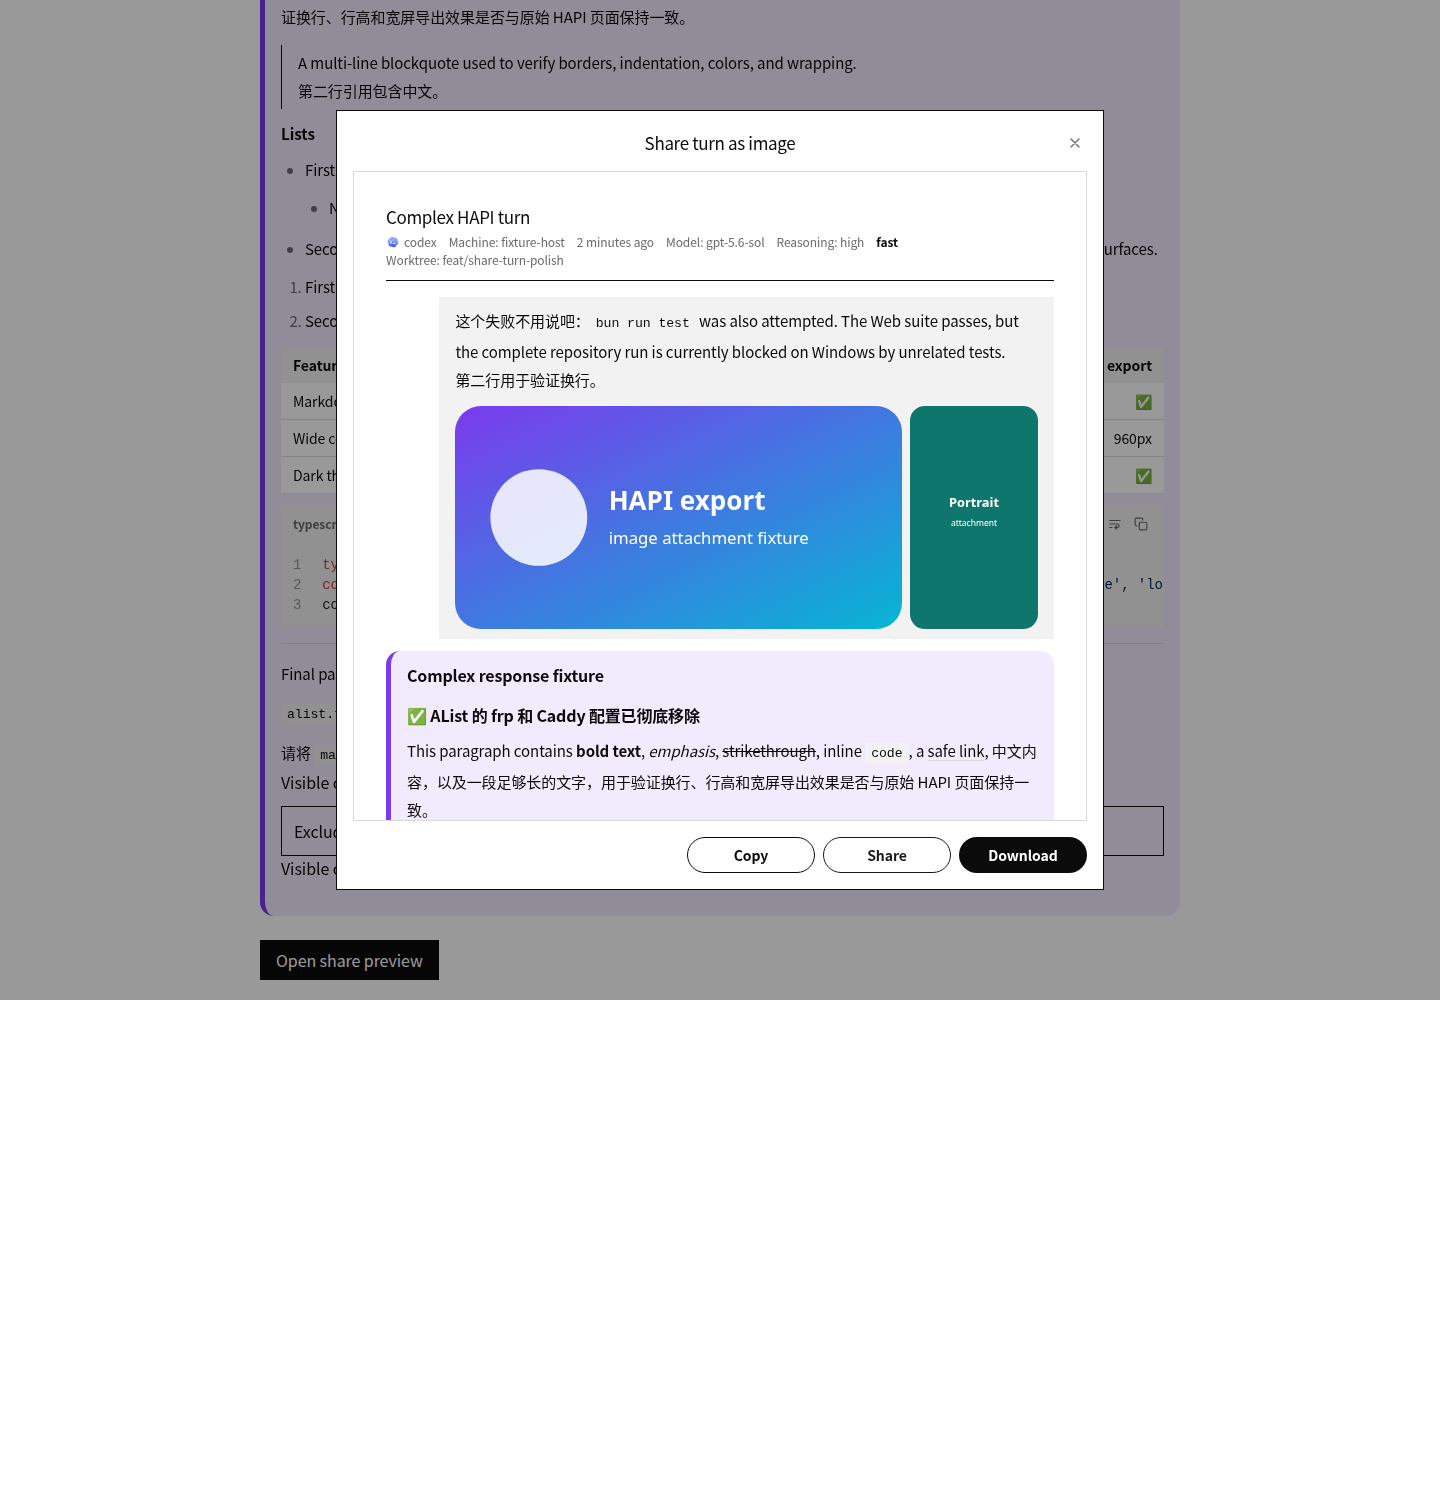 证换行、行高和宽屏导出效果是否与原始 HAPI 页面保持一致。
A multi-line blockquote used to verify borders, indentation, colors, and wrapping.
第二行引用包含中文。
Lists
First
Seco
urfaces.
1. First
2. Seco
Featur
export
Markdo
✅
Wide c
960px
Dark th
✅
typescr
1 ty
2 co
e', 'lo
3 co
Final pa
alist.
请将 ma
Visible c
Exclud
Visible c
Open share preview
Share turn as image
×
Complex HAPI turn
codex Machine: fixture-host 2 minutes ago Model: gpt-5.6-sol Reasoning: high fast
Worktree: feat/share-turn-polish
这个失败不用说吧： bun run test was also attempted. The Web suite passes, but
the complete repository run is currently blocked on Windows by unrelated tests.
第二行用于验证换行。
HAPI export
image attachment fixture
Portrait
attachment
Complex response fixture
✅ AList 的 frp 和 Caddy 配置已彻底移除
This paragraph contains bold text, emphasis, strikethrough, inline code, a safe link, 中文内
容，以及一段足够长的文字，用于验证换行、行高和宽屏导出效果是否与原始 HAPI 页面保持一
致。
Copy
Share
Download